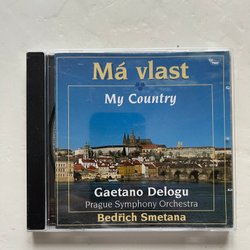 Má vlast
My Country
Gaetano Delogu
Prague Symphony Orchestra
Bedřich Smetana